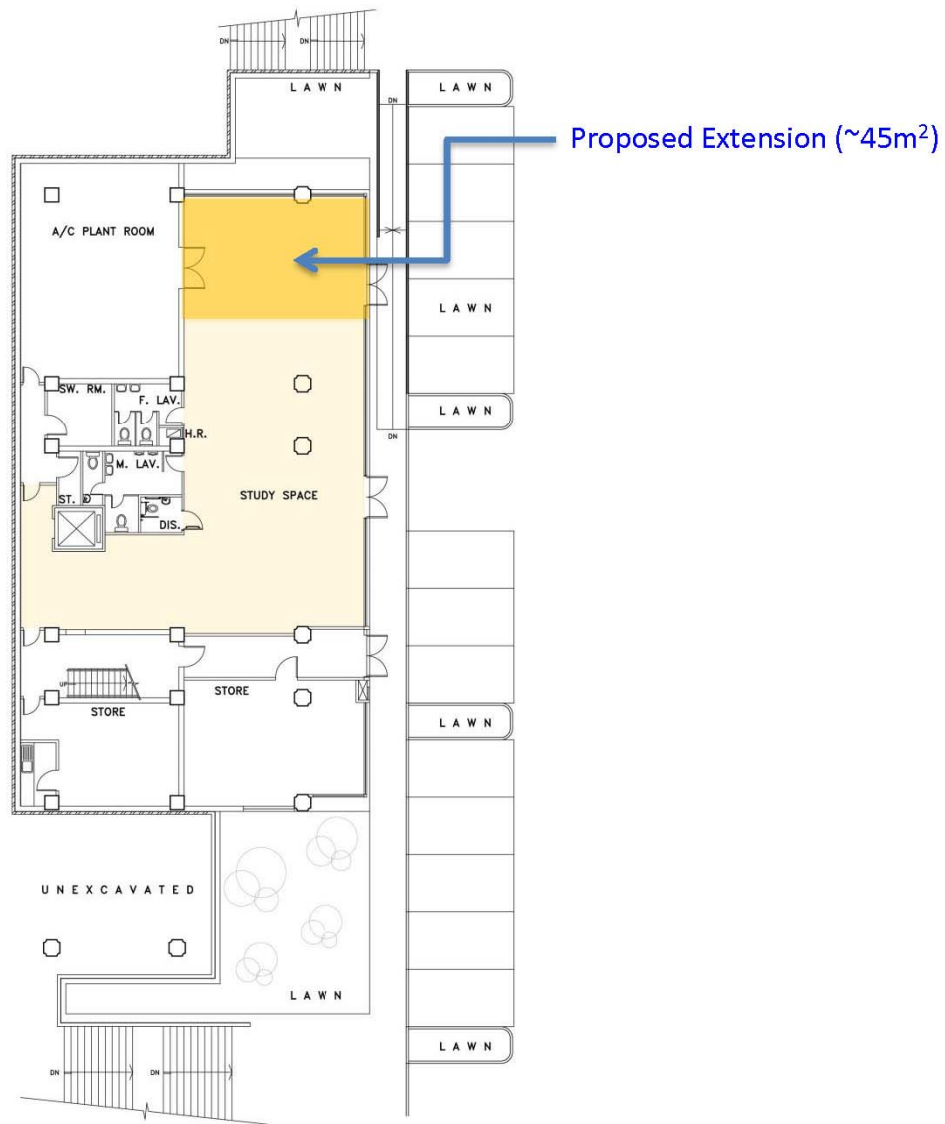 DN DN
LAWN
LAWN
DN
Proposed Extension (~45m²)
A/C PLANT ROOM
LAWN
SW. RM.
F. LAV.
LAWN
H.R.
DN
M. LAV.
ST.
STUDY SPACE
DIS.
UP
STORE
STORE
LAWN
UNEXCAVATED
LAWN
LAWN
DN DN